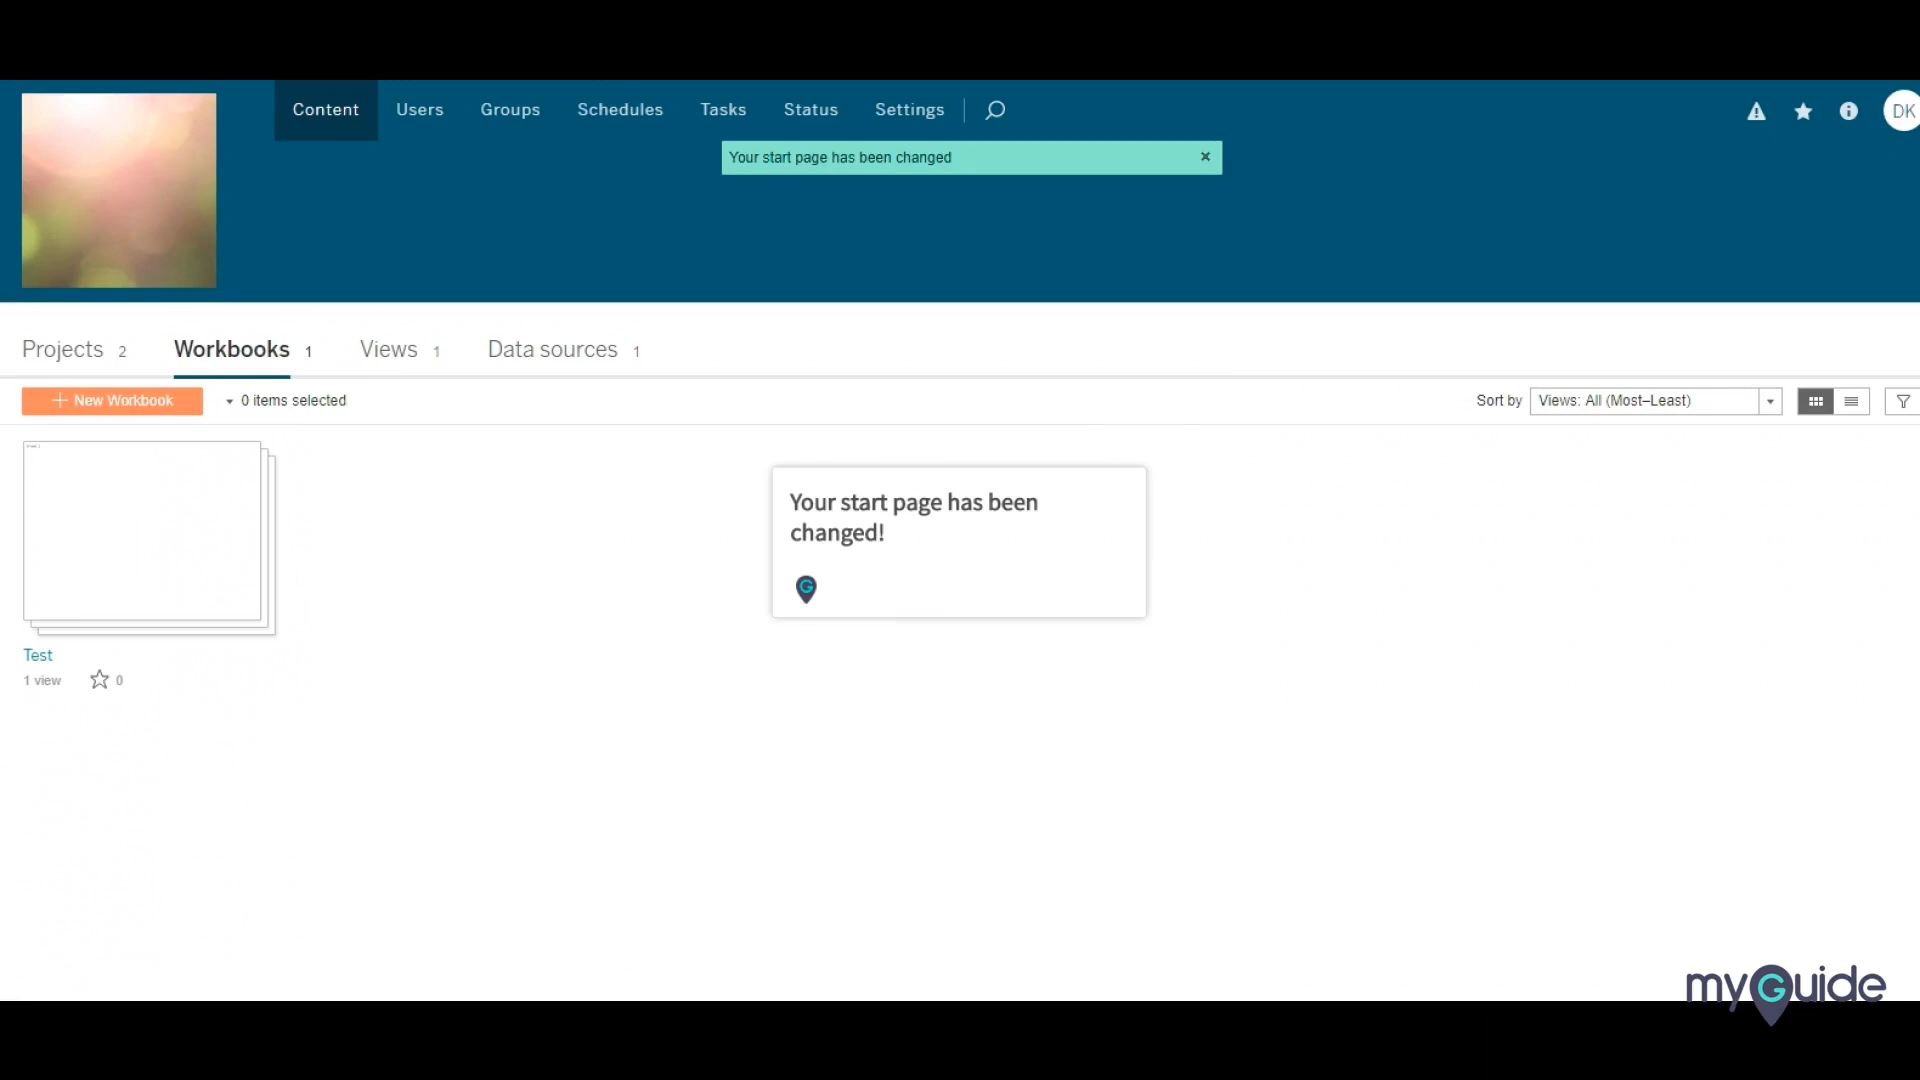 Content Users Groups Schedules Tasks Status Settings
DK
Your start page has been changed ×
Projects 2 Workbooks 1 Views 1 Data sources 1
+ New Workbook 0 items selected
Sort by Views: All (Most–Least)
Your start page has been
changed!
G
Test
1 view 0
myGuide